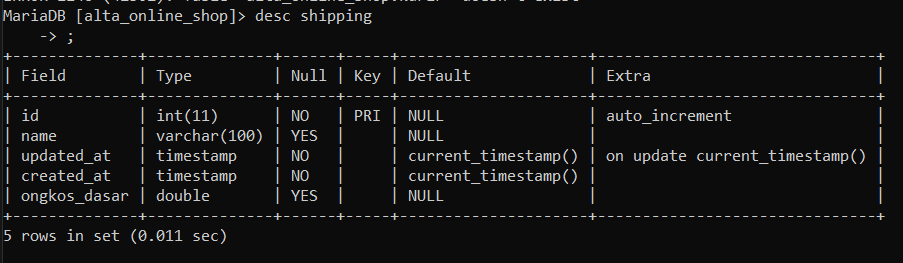 MariaDB [alta_online_shop]> desc shipping
    -> ;
+--------------+--------------+------+-----+---------------------+-------------------------------+
| Field        | Type         | Null | Key | Default             | Extra                         |
+--------------+--------------+------+-----+---------------------+-------------------------------+
| id           | int(11)      | NO   | PRI | NULL                | auto_increment                |
| name         | varchar(100) | YES  |     | NULL                |                               |
| updated_at   | timestamp    | NO   |     | current_timestamp() | on update current_timestamp() |
| created_at   | timestamp    | NO   |     | current_timestamp() |                               |
| ongkos_dasar | double       | YES  |     | NULL                |                               |
+--------------+--------------+------+-----+---------------------+-------------------------------+
5 rows in set (0.011 sec)